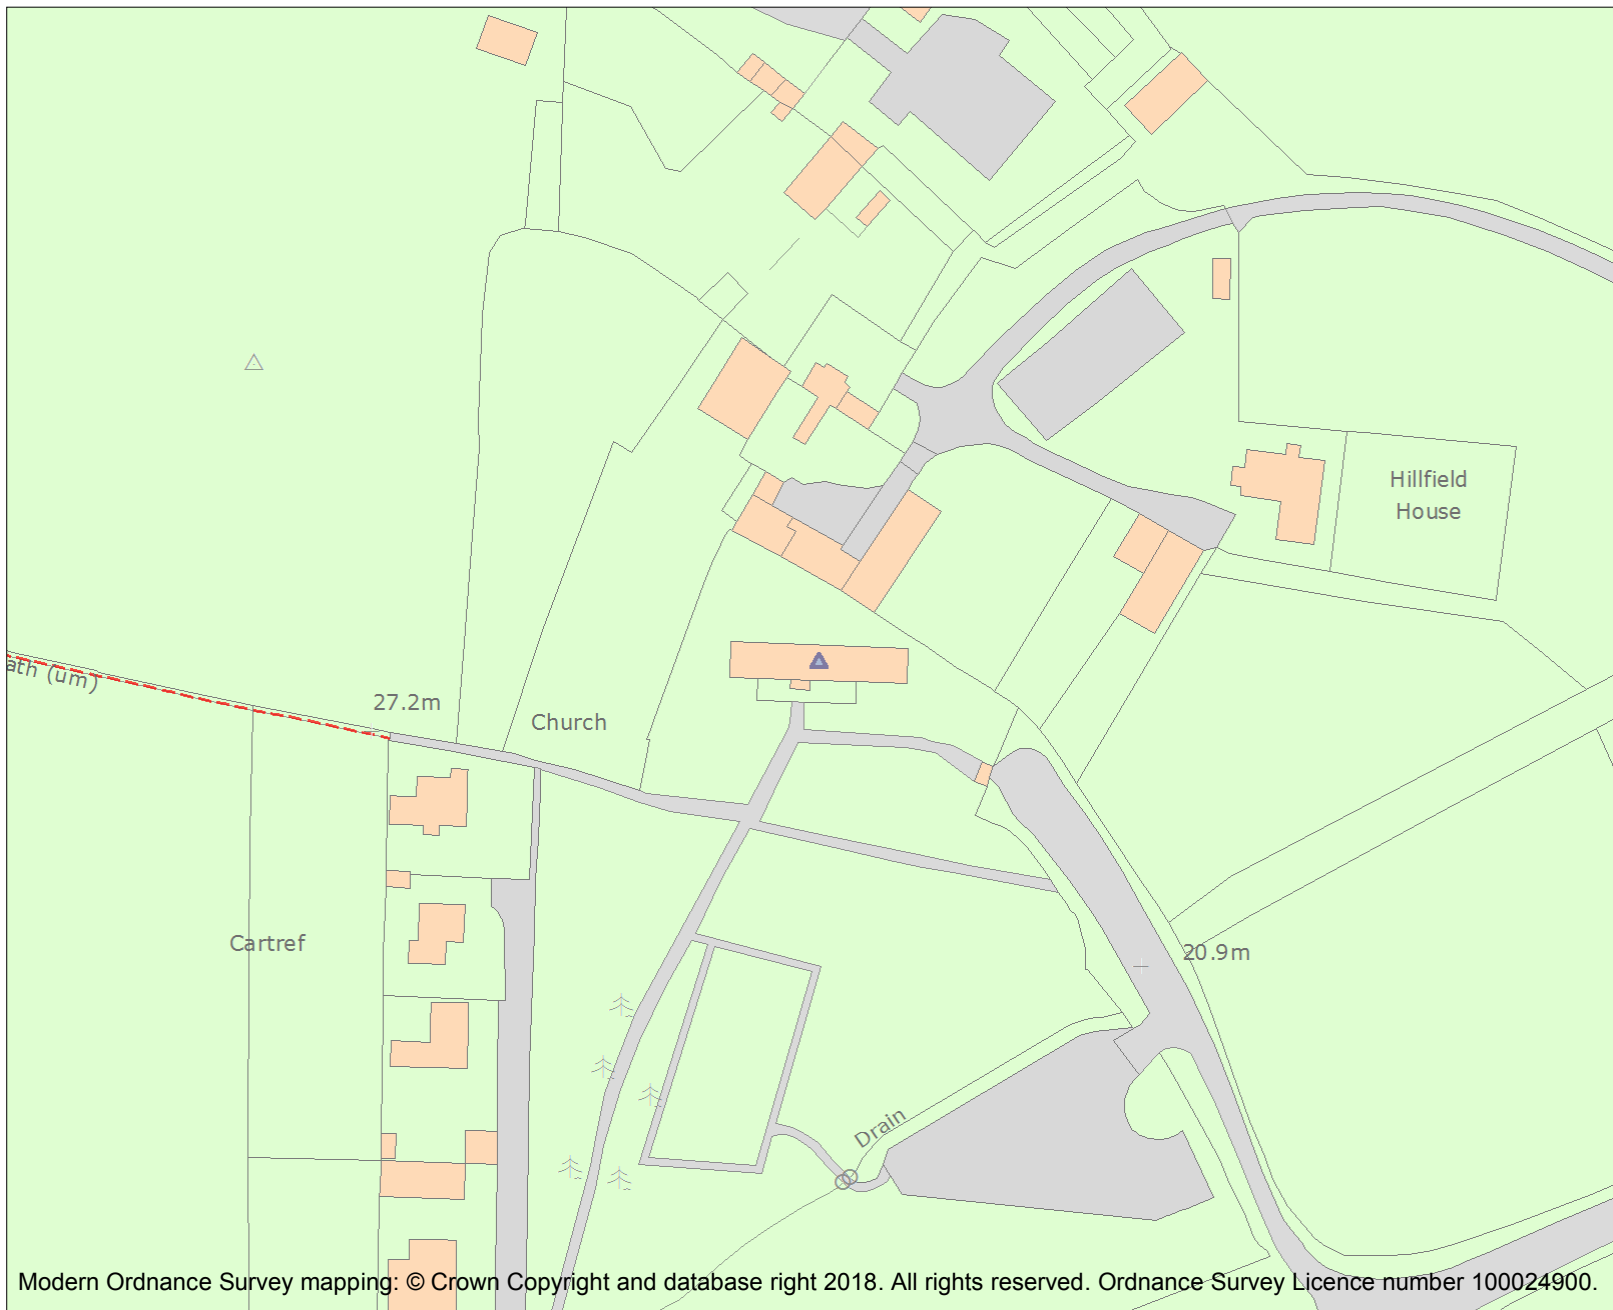 Hillfield
House
ath (um)
27.2m
Church
Cartref
20.9m
Drain
Modern Ordnance Survey mapping: © Crown Copyright and database right 2018. All rights reserved. Ordnance Survey Licence number 100024900.